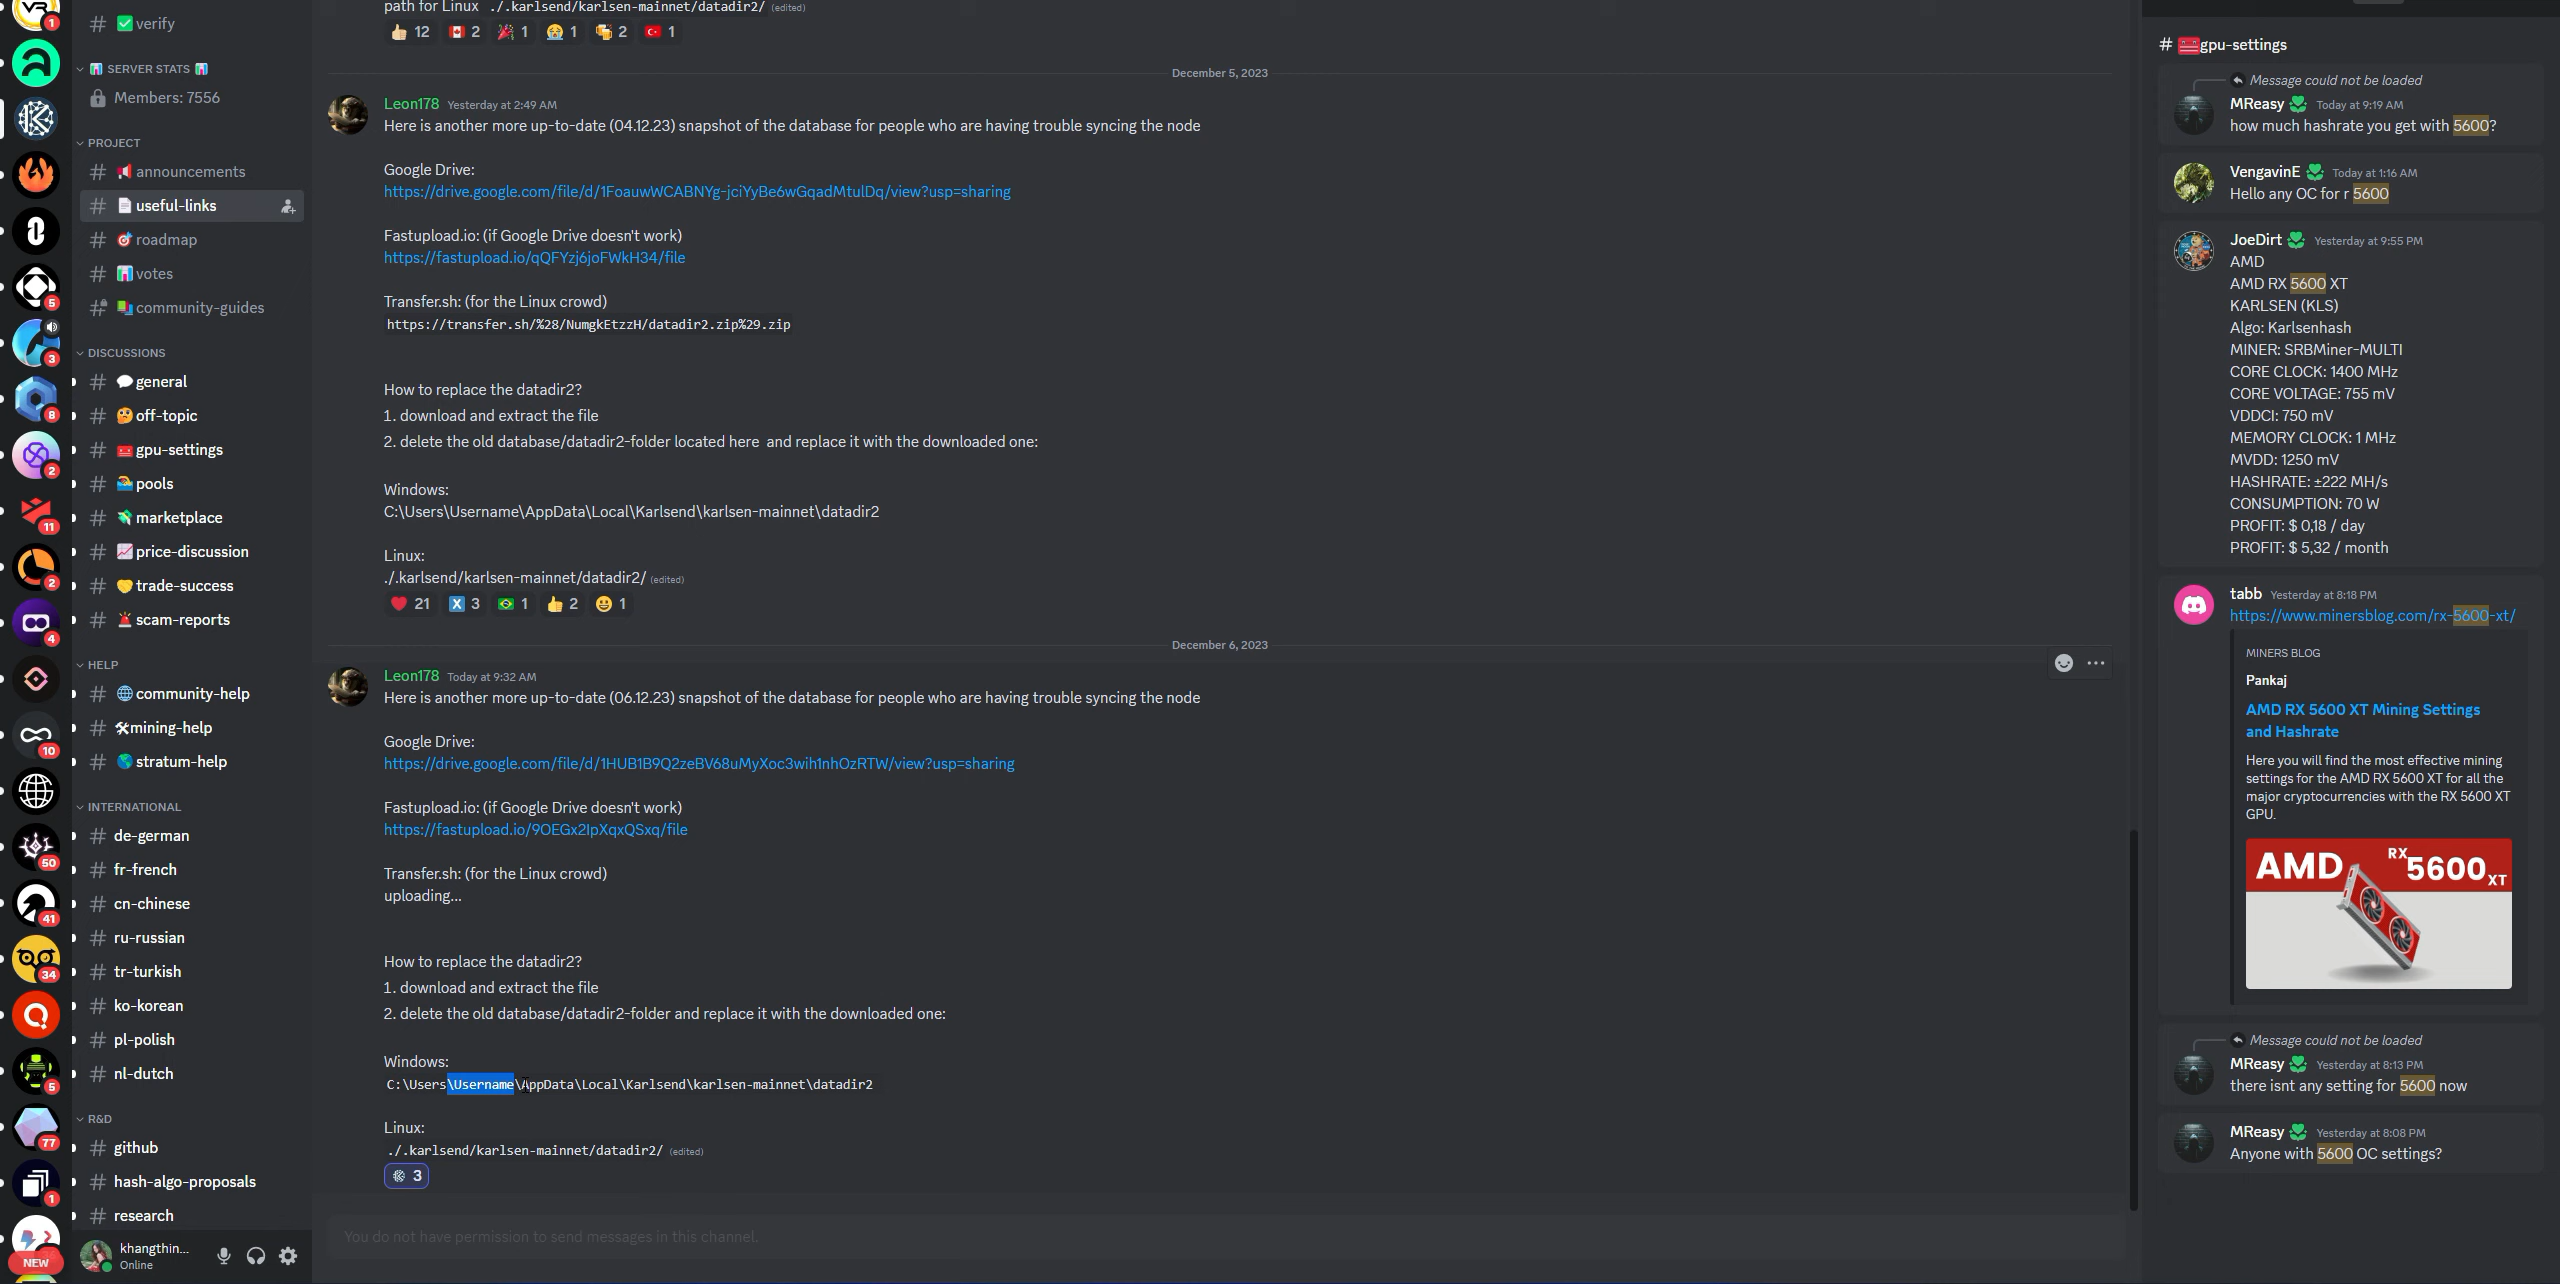 VR
1
5
3
8
2
11
2
4
10
50
41
34
5
77
1
NEW
# ✅verify
📊 SERVER STATS 📊
Members: 7556
PROJECT
# announcements
# useful-links
# roadmap
# votes
# community-guides
DISCUSSIONS
# general
# off-topic
# gpu-settings
# pools
# marketplace
# price-discussion
# trade-success
# scam-reports
HELP
# community-help
# mining-help
# stratum-help
INTERNATIONAL
# de-german
# fr-french
# cn-chinese
# ru-russian
# tr-turkish
# ko-korean
# pl-polish
# nl-dutch
R&D
# github
# hash-algo-proposals
# research
khangthin...
Online
path for Linux ./.karlsend/karlsen-mainnet/datadir2/ (edited)
12 2 1 1 2 1
December 5, 2023
Leon178 Yesterday at 2:49 AM
Here is another more up-to-date (04.12.23) snapshot of the database for people who are having trouble syncing the node
Google Drive:
https://drive.google.com/file/d/1FoauwWCABNYg-jciYyBe6wGqadMtulDq/view?usp=sharing
Fastupload.io: (if Google Drive doesn't work)
https://fastupload.io/qQFYzj6joFWkH34/file
Transfer.sh: (for the Linux crowd)
https://transfer.sh/%28/NumgkEtzzH/datadir2.zip%29.zip
How to replace the datadir2?
1. download and extract the file
2. delete the old database/datadir2-folder located here and replace it with the downloaded one:
Windows:
C:\Users\Username\AppData\Local\Karlsend\karlsen-mainnet\datadir2
Linux:
./.karlsend/karlsen-mainnet/datadir2/ (edited)
21 X 3 1 2 1
December 6, 2023
Leon178 Today at 9:32 AM
Here is another more up-to-date (06.12.23) snapshot of the database for people who are having trouble syncing the node
Google Drive:
https://drive.google.com/file/d/1HUB1B9Q2zeBV68uMyXoc3wih1nhOzRTW/view?usp=sharing
Fastupload.io: (if Google Drive doesn't work)
https://fastupload.io/9OEGx2IpXqxQSxq/file
Transfer.sh: (for the Linux crowd)
uploading...
How to replace the datadir2?
1. download and extract the file
2. delete the old database/datadir2-folder and replace it with the downloaded one:
Windows:
C:\Users\Username\AppData\Local\Karlsend\karlsen-mainnet\datadir2
Linux:
./.karlsend/karlsen-mainnet/datadir2/ (edited)
3
You do not have permission to send messages in this channel.
# gpu-settings
Message could not be loaded
MReasy Today at 9:19 AM
how much hashrate you get with 5600?
VengavinE Today at 1:16 AM
Hello any OC for r 5600
JoeDirt Yesterday at 9:55 PM
AMD
AMD RX 5600 XT
KARLSEN (KLS)
Algo: Karlsenhash
MINER: SRBMiner-MULTI
CORE CLOCK: 1400 MHz
CORE VOLTAGE: 755 mV
VDDCI: 750 mV
MEMORY CLOCK: 1 MHz
MVDD: 1250 mV
HASHRATE: ±222 MH/s
CONSUMPTION: 70 W
PROFIT: $ 0,18 / day
PROFIT: $ 5,32 / month
tabb Yesterday at 8:18 PM
https://www.minersblog.com/rx-5600-xt/
MINERS BLOG
Pankaj
AMD RX 5600 XT Mining Settings
and Hashrate
Here you will find the most effective mining
settings for the AMD RX 5600 XT for all the
major cryptocurrencies with the RX 5600 XT
GPU.
AMD RX 5600 XT
Message could not be loaded
MReasy Yesterday at 8:13 PM
there isnt any setting for 5600 now
MReasy Yesterday at 8:08 PM
Anyone with 5600 OC settings?